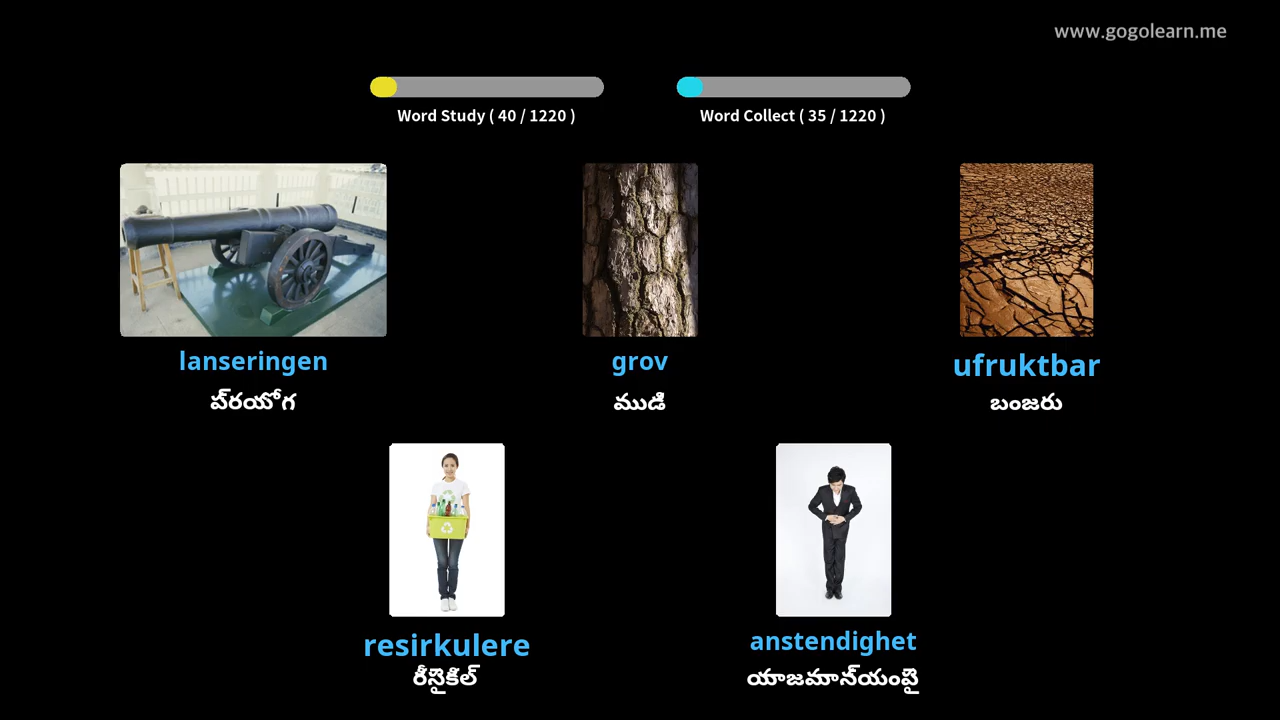 www.gogolearn.me
Word Study ( 40 / 1220 )
Word Collect ( 35 / 1220 )
lanseringen
ప్రయోగ
grov
ముడి
ufruktbar
బంజరు
resirkulere
రీసైకిల్
anstendighet
యాజమాన్యంపై